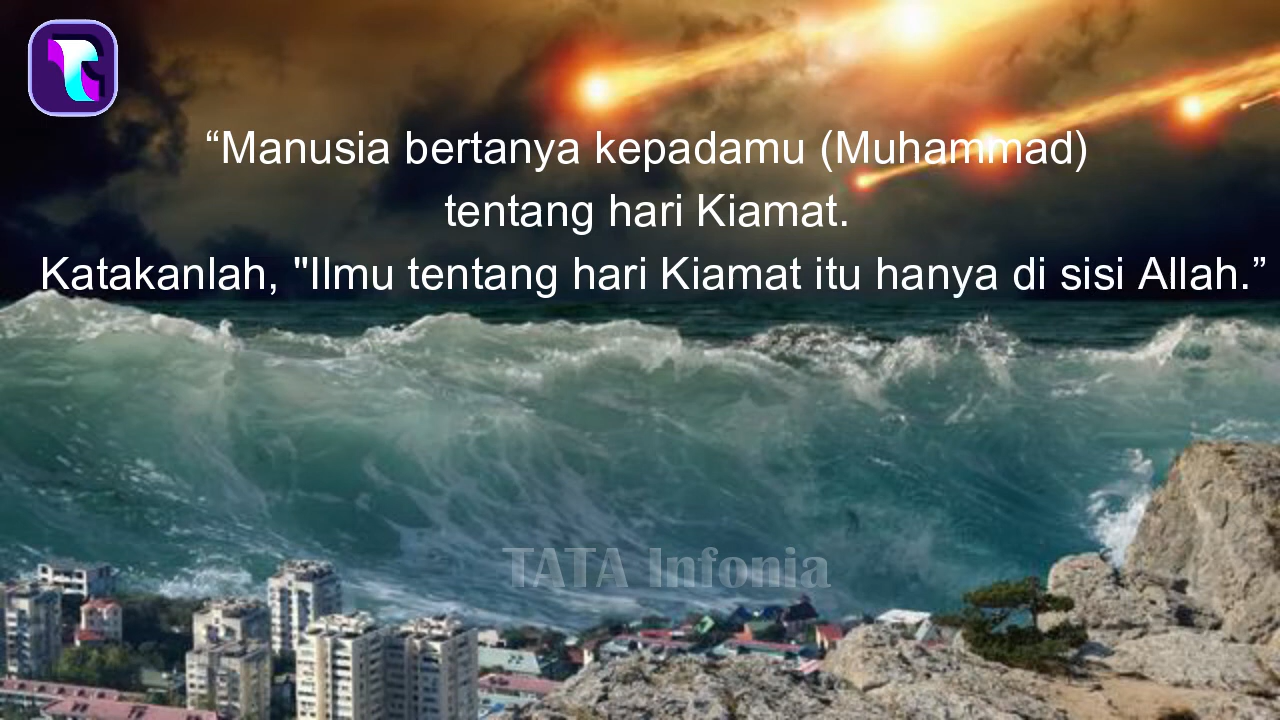 “Manusia bertanya kepadamu (Muhammad)
tentang hari Kiamat.
Katakanlah, "Ilmu tentang hari Kiamat itu hanya di sisi Allah.”
TATA Infonia